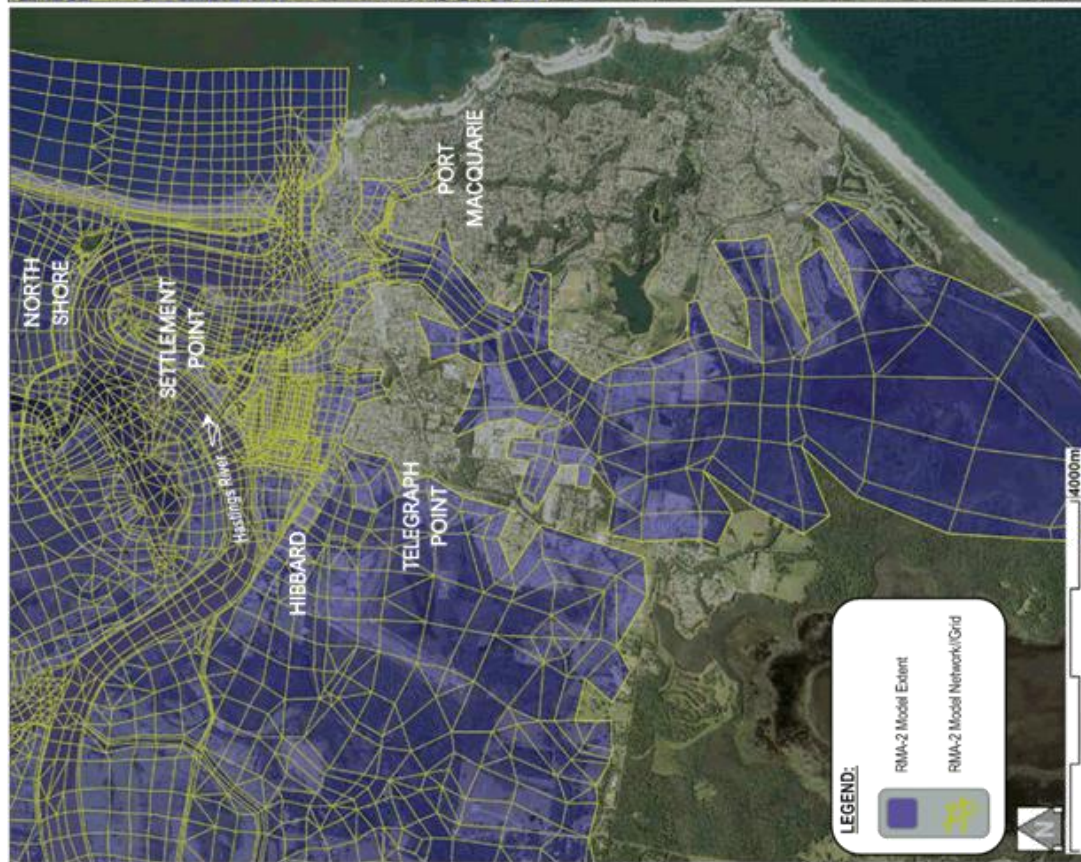 NORTH
SHORE
SETTLEMENT
POINT
Hastings River
HIBBARD
TELEGRAPH
POINT
PORT
MACQUARIE
LEGEND:
RMA-2 Model Extent
RMA-2 Model Network//Grid
N
4000m